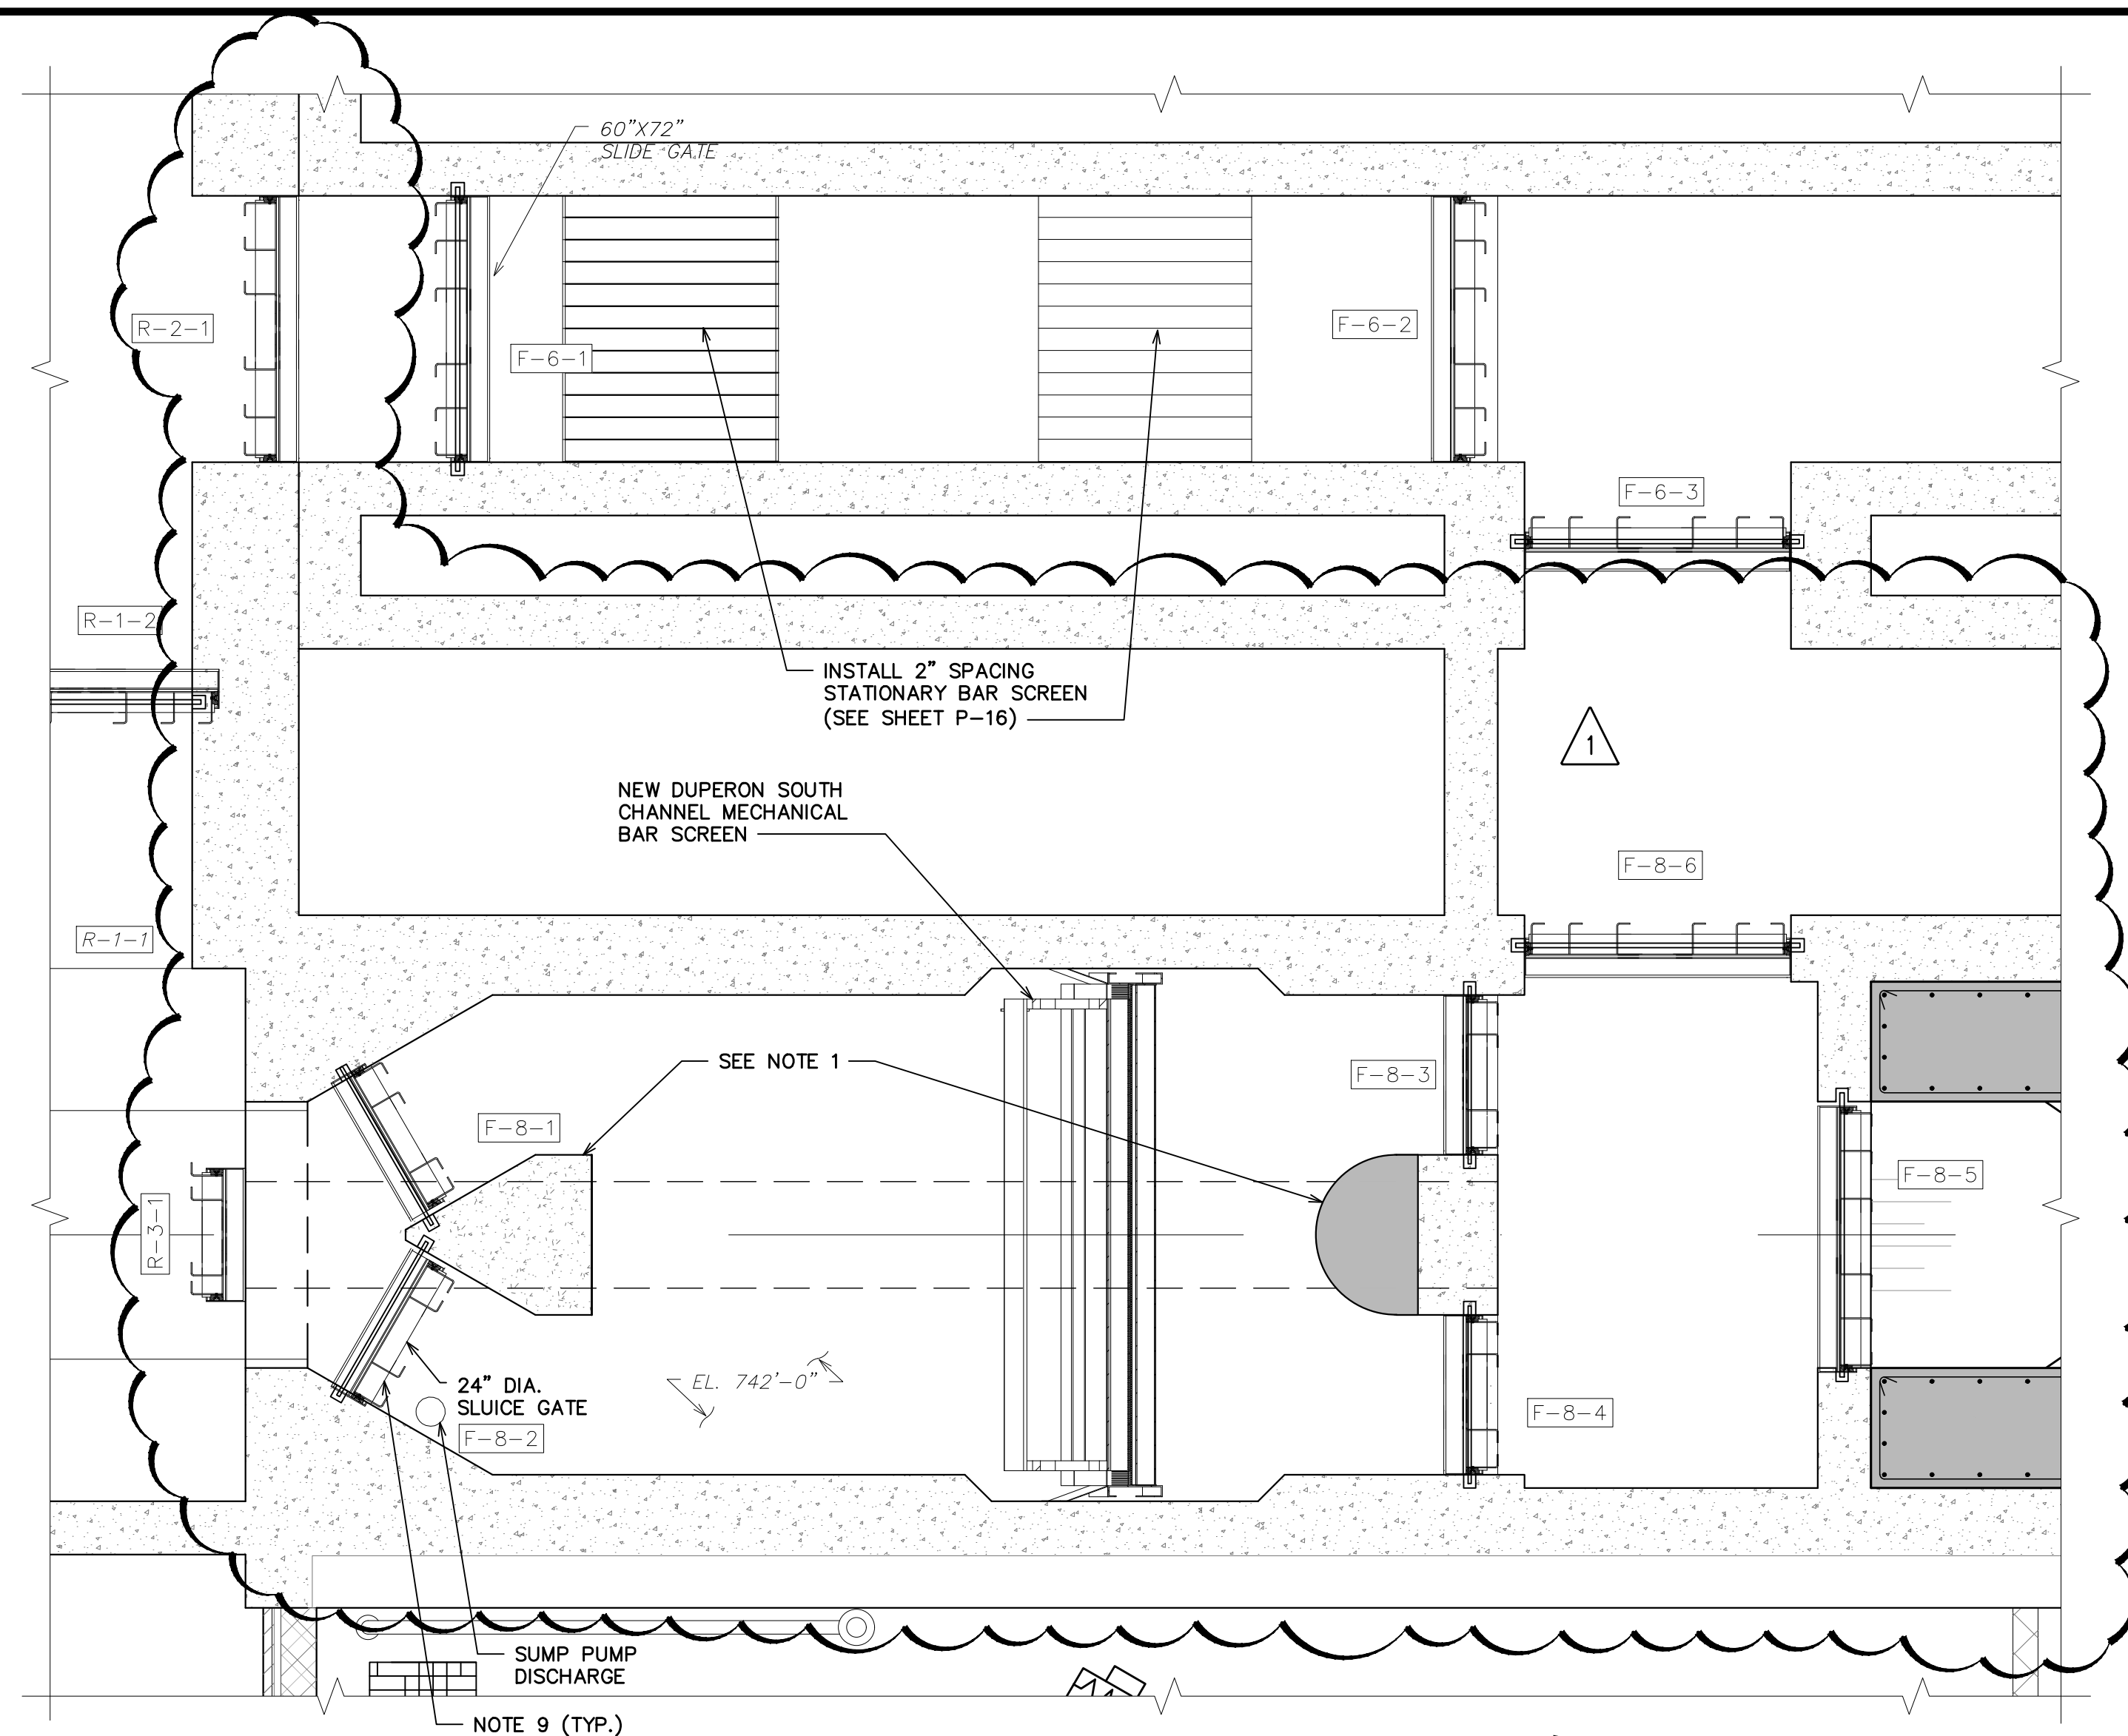 60”X72”
SLIDE GATE
R-2-1
F-6-1
F-6-2
F-6-3
R-1-2
INSTALL 2” SPACING
STATIONARY BAR SCREEN
(SEE SHEET P-16)
1
NEW DUPERON SOUTH
CHANNEL MECHANICAL
BAR SCREEN
F-8-6
R-1-1
SEE NOTE 1
F-8-3
F-8-1
F-8-5
R-3-1
24” DIA.
SLUICE GATE
EL. 742’-0”
F-8-4
F-8-2
SUMP PUMP
DISCHARGE
NOTE 9 (TYP.)